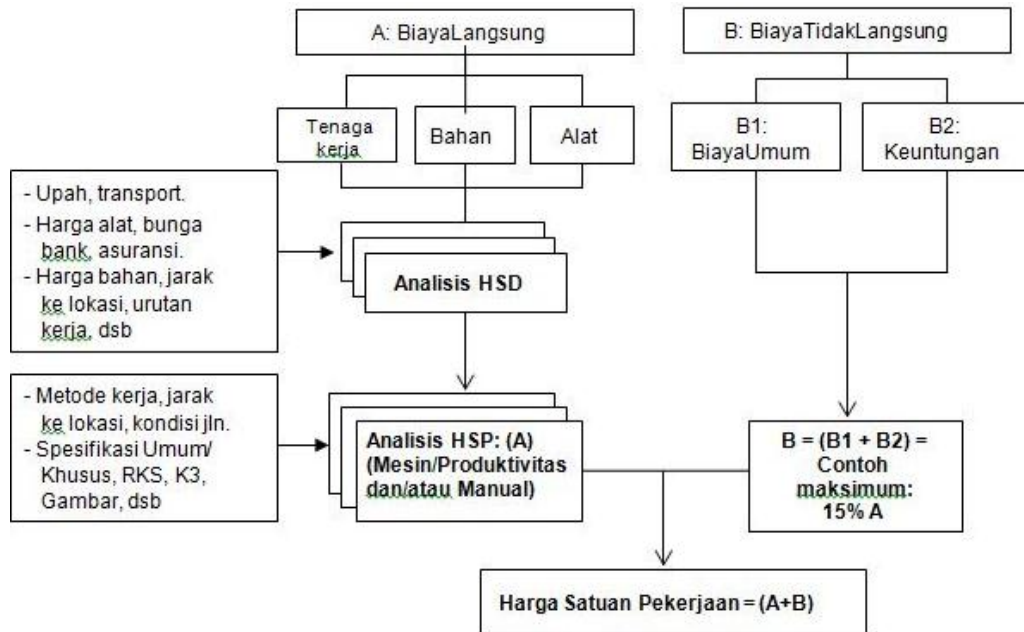 A: BiayaLangsung
B: BiayaTidakLangsung
Tenaga
kerja
Bahan
Alat
B1:
BiayaUmum
B2:
Keuntungan
- Upah, transport.
- Harga alat, bunga
bank, asuransi.
- Harga bahan, jarak
ke lokasi, urutan
kerja, dsb
Analisis HSD
- Metode kerja, jarak
ke lokasi, kondisi jln.
- Spesifikasi Umum/
Khusus, RKS, K3,
Gambar, dsb
Analisis HSP: (A)
(Mesin/Produktivitas
dan/atau Manual)
B = (B1 + B2) =
Contoh
maksimum:
15% A
Harga Satuan Pekerjaan = (A+B)